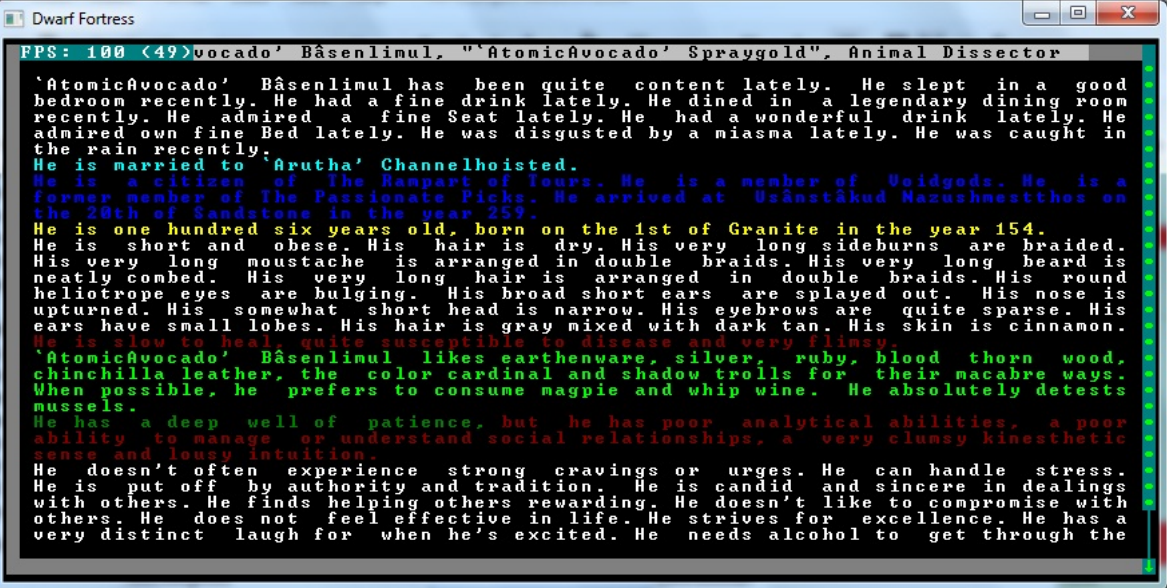 Dwarf Fortress
FPS: 100 (49)vocado' Bâsenlimul, "`AtomicAvocado' Spraygold", Animal Dissector
`AtomicAvocado' Bâsenlimul has been quite content lately. He slept in a good
bedroom recently. He had a fine drink lately. He dined in a legendary dining room
recently. He admired a fine Seat lately. He had a wonderful drink lately. He
admired own fine Bed lately. He was disgusted by a miasma lately. He was caught in
the rain recently.
He is married to `Arutha' Channelhoisted.
He is a citizen of The Rampart of Tours. He is a member of Voidgods. He is a
former member of The Passionate Picks. He arrived at Usânstâkud Nazushmestthos on
the 20th of Sandstone in the year 259.
He is one hundred six years old, born on the 1st of Granite in the year 154.
He is short and obese. His hair is dry. His very long sideburns are braided.
His very long moustache is arranged in double braids. His very long beard is
neatly combed. His very long hair is arranged in double braids. His round
heliotrope eyes are bulging. His broad short ears are splayed out. His nose is
upturned. His somewhat short head is narrow. His eyebrows are quite sparse. His
ears have small lobes. His hair is gray mixed with dark tan. His skin is cinnamon.
He is slow to heal, quite susceptible to disease and very flimsy.
`AtomicAvocado' Bâsenlimul likes earthenware, silver, ruby, blood thorn wood,
chinchilla leather, the color cardinal and shadow trolls for their macabre ways.
When possible, he prefers to consume magpie and whip wine. He absolutely detests
mussels.
He has a deep well of patience, but he has poor analytical abilities, a poor
ability to manage or understand social relationships, a very clumsy kinesthetic
sense and lousy intuition.
He doesn't often experience strong cravings or urges. He can handle stress.
He is put off by authority and tradition. He is candid and sincere in dealings
with others. He finds helping others rewarding. He doesn't like to compromise with
others. He does not feel effective in life. He strives for excellence. He has a
very distinct laugh for when he's excited. He needs alcohol to get through the